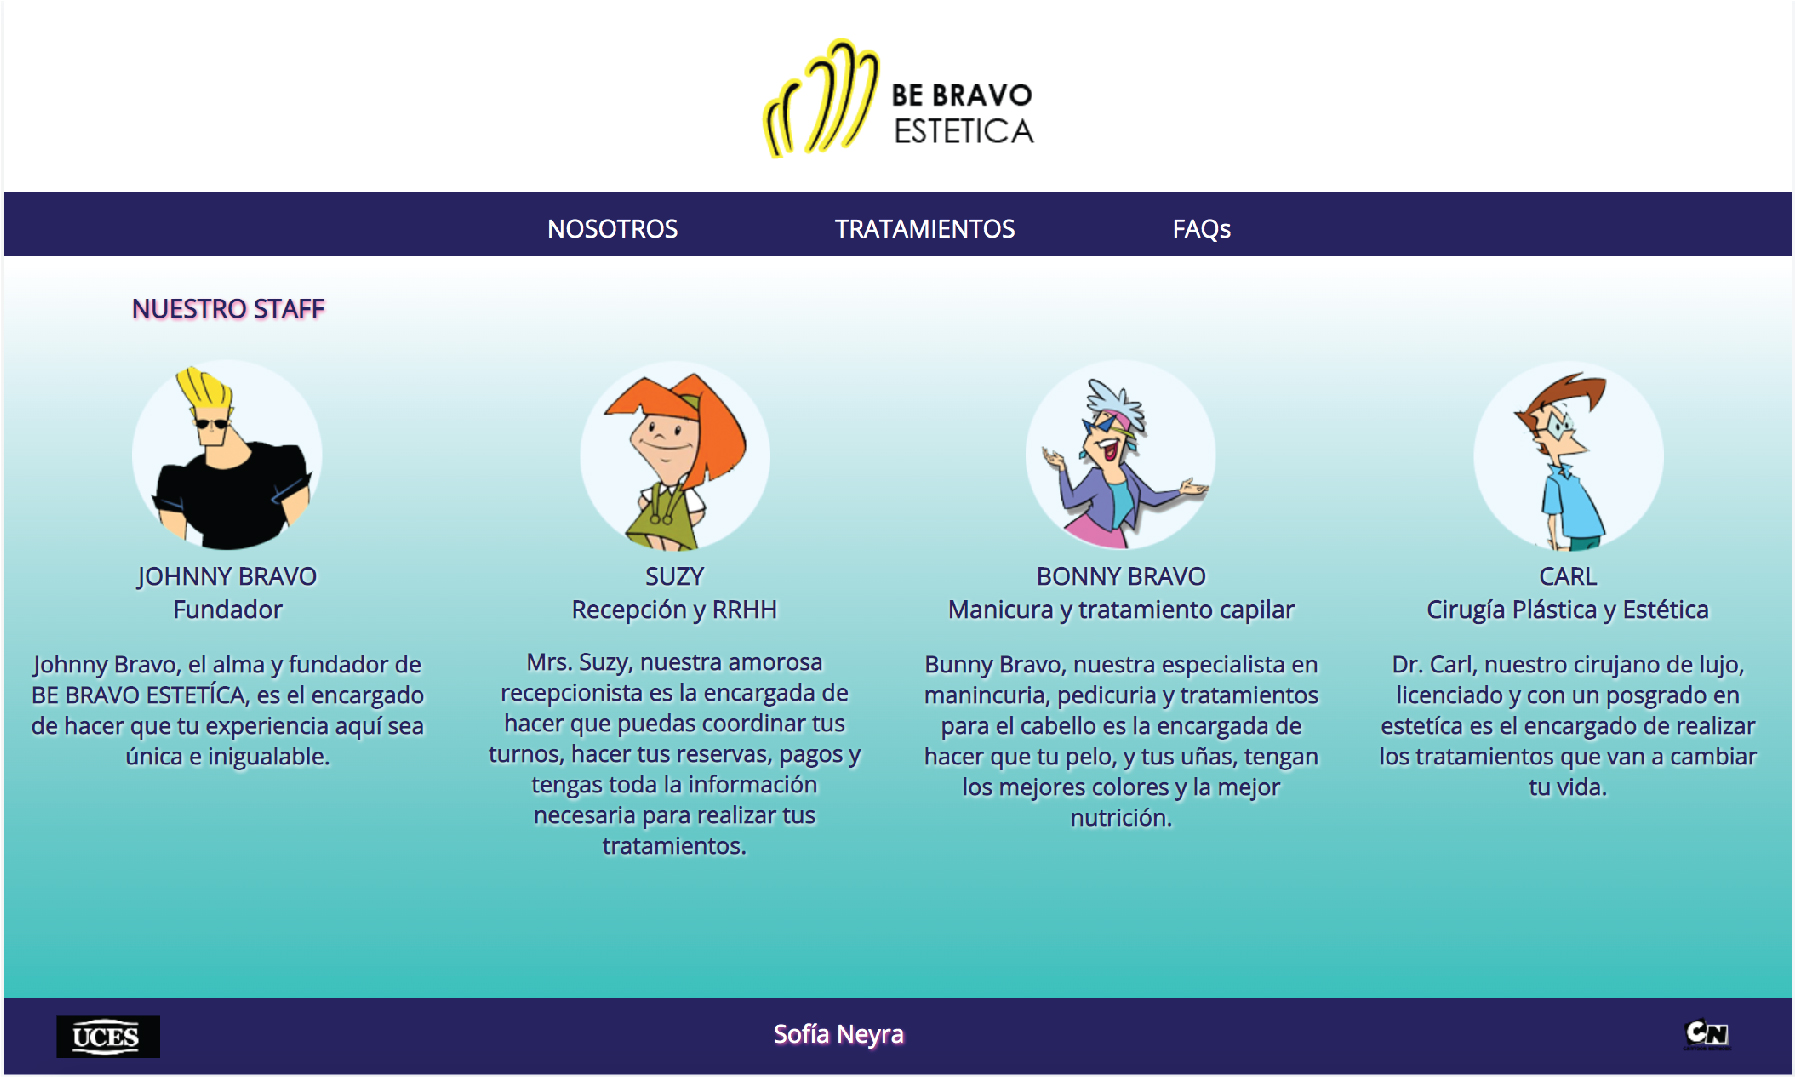 BE BRAVO
ESTETICA
NOSOTROS
TRATAMIENTOS
FAQs
NUESTRO STAFF
JOHNNY BRAVO
Fundador
Johnny Bravo, el alma y fundador de
BE BRAVO ESTETÍCA, es el encargado
de hacer que tu experiencia aquí sea
única e inigualable.
SUZY
Recepción y RRHH
Mrs. Suzy, nuestra amorosa
recepcionista es la encargada de
hacer que puedas coordinar tus
turnos, hacer tus reservas, pagos y
tengas toda la información
necesaria para realizar tus
tratamientos.
BONNY BRAVO
Manicura y tratamiento capilar
Bunny Bravo, nuestra especialista en
manincuria, pedicuria y tratamientos
para el cabello es la encargada de
hacer que tu pelo, y tus uñas, tengan
los mejores colores y la mejor
nutrición.
CARL
Cirugía Plástica y Estética
Dr. Carl, nuestro cirujano de lujo,
licenciado y con un posgrado en
estetíca es el encargado de realizar
los tratamientos que van a cambiar
tu vida.
UCES
Sofía Neyra
CN